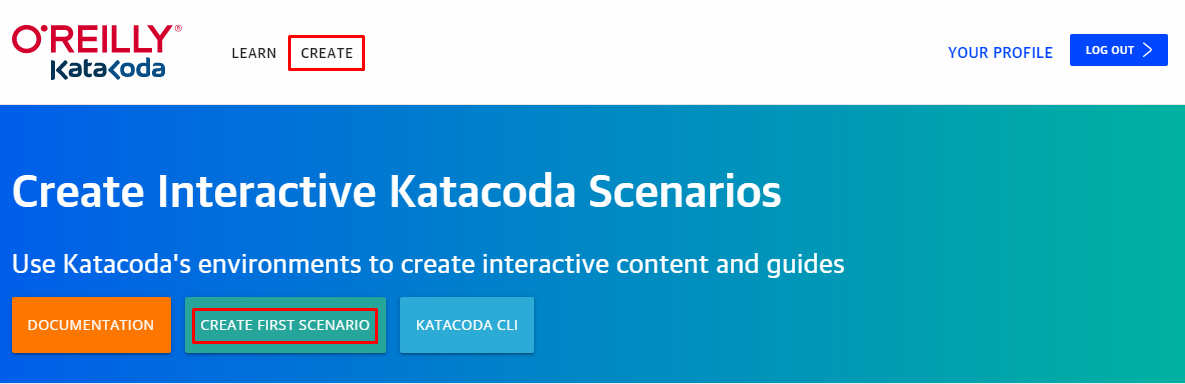 O'REILLY®
KataKoda
LEARN CREATE
YOUR PROFILE
LOG OUT
Create Interactive Katacoda Scenarios
Use Katacoda's environments to create interactive content and guides
DOCUMENTATION
CREATE FIRST SCENARIO
KATACODA CLI